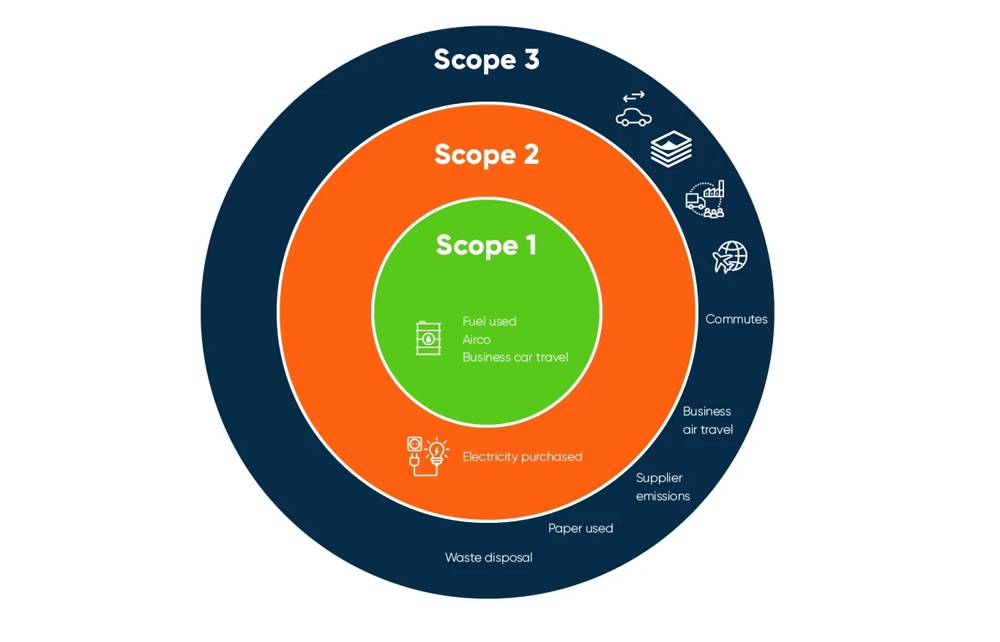 Scope 3
Scope 2
Scope 1
Fuel used
Airco
Business car travel
Commutes
Business
air travel
Electricity purchased
Supplier
emissions
Paper used
Waste disposal